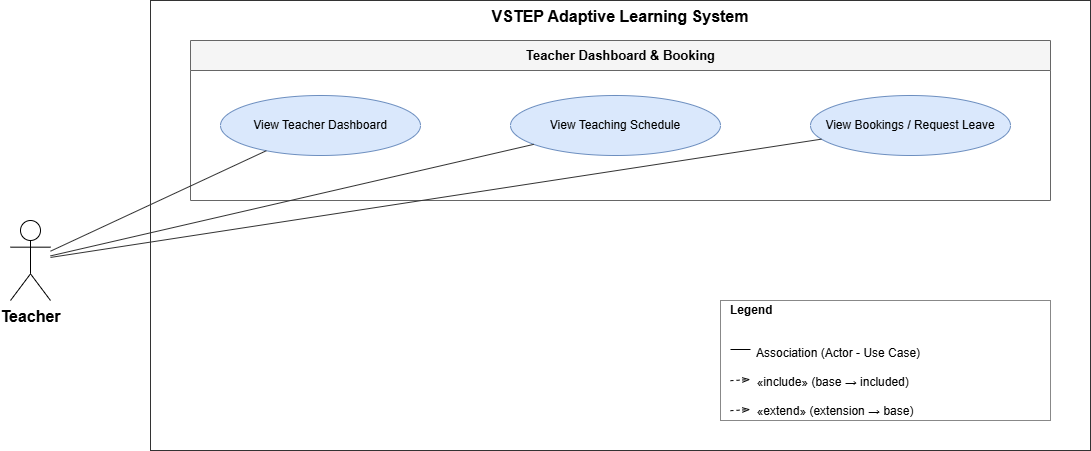 VSTEP Adaptive Learning System
Teacher Dashboard & Booking
View Teacher Dashboard
View Teaching Schedule
View Bookings / Request Leave
Teacher
Legend
Association (Actor - Use Case)
«include» (base → included)
«extend» (extension → base)